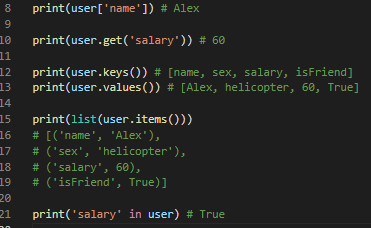 8 print(user['name']) # Alex
9
10 print(user.get('salary')) # 60
11
12 print(user.keys()) # [name, sex, salary, isFriend]
13 print(user.values()) # [Alex, helicopter, 60, True]
14
15 print(list(user.items()))
16 # [('name', 'Alex'),
17 # ('sex', 'helicopter'),
18 # ('salary', 60),
19 # ('isFriend', True)]
20
21 print('salary' in user) # True